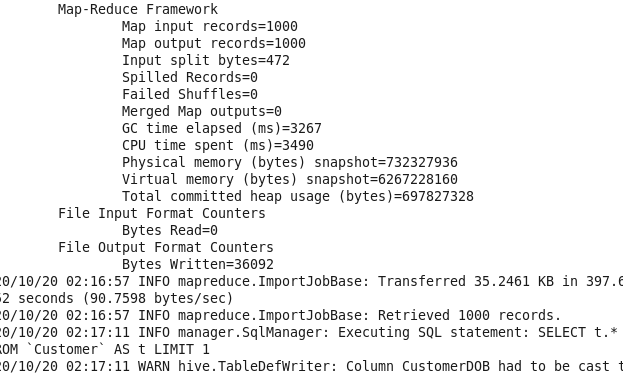 Map-Reduce Framework
Map input records=1000
Map output records=1000
Input split bytes=472
Spilled Records=0
Failed Shuffles=0
Merged Map outputs=0
GC time elapsed (ms)=3267
CPU time spent (ms)=3490
Physical memory (bytes) snapshot=732327936
Virtual memory (bytes) snapshot=6267228160
Total committed heap usage (bytes)=697827328
File Input Format Counters
Bytes Read=0
File Output Format Counters
Bytes Written=36092
20/10/20 02:16:57 INFO mapreduce.ImportJobBase: Transferred 35.2461 KB in 397.6
52 seconds (90.7598 bytes/sec)
20/10/20 02:16:57 INFO mapreduce.ImportJobBase: Retrieved 1000 records.
20/10/20 02:17:11 INFO manager.SqlManager: Executing SQL statement: SELECT t.*
ROM `Customer` AS t LIMIT 1
20/10/20 02:17:11 WARN hive.TableDefWriter: Column CustomerDOB had to be cast t